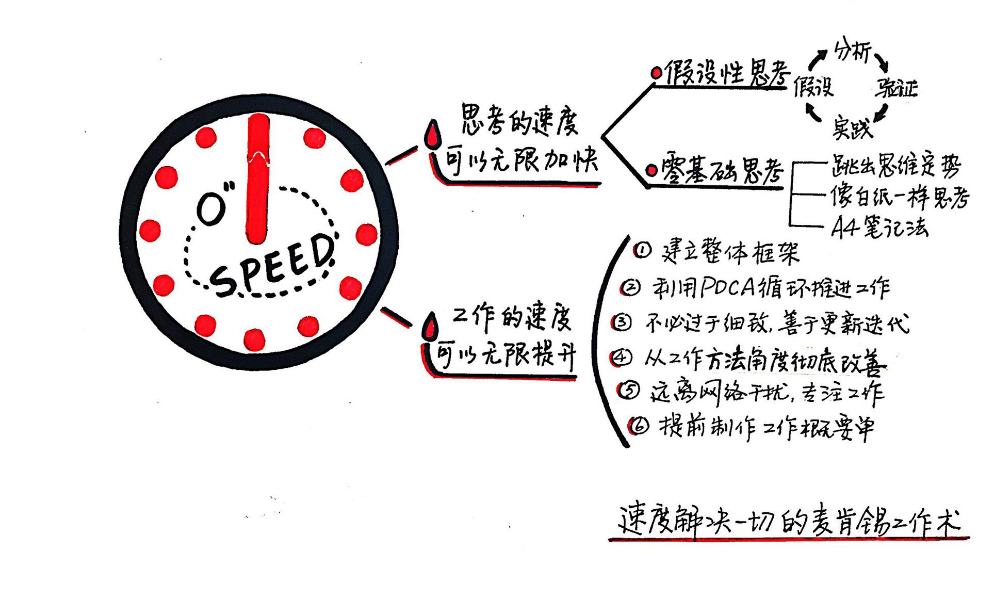 0"
SPEED
思考的速度
可以无限加快
假设性思考
分析
验证
实践
假设
零基础思考
跳出思维定势
像白纸一样思考
A4笔记法
工作的速度
可以无限提升
① 建立整体框架
② 利用PDCA循环推进工作
③ 不必过于细致,善于更新迭代
④ 从工作方法角度彻底改善
⑤ 远离网络干扰,专注工作
⑥ 提前制作工作概要单
速度解决一切的麦肯锡工作术